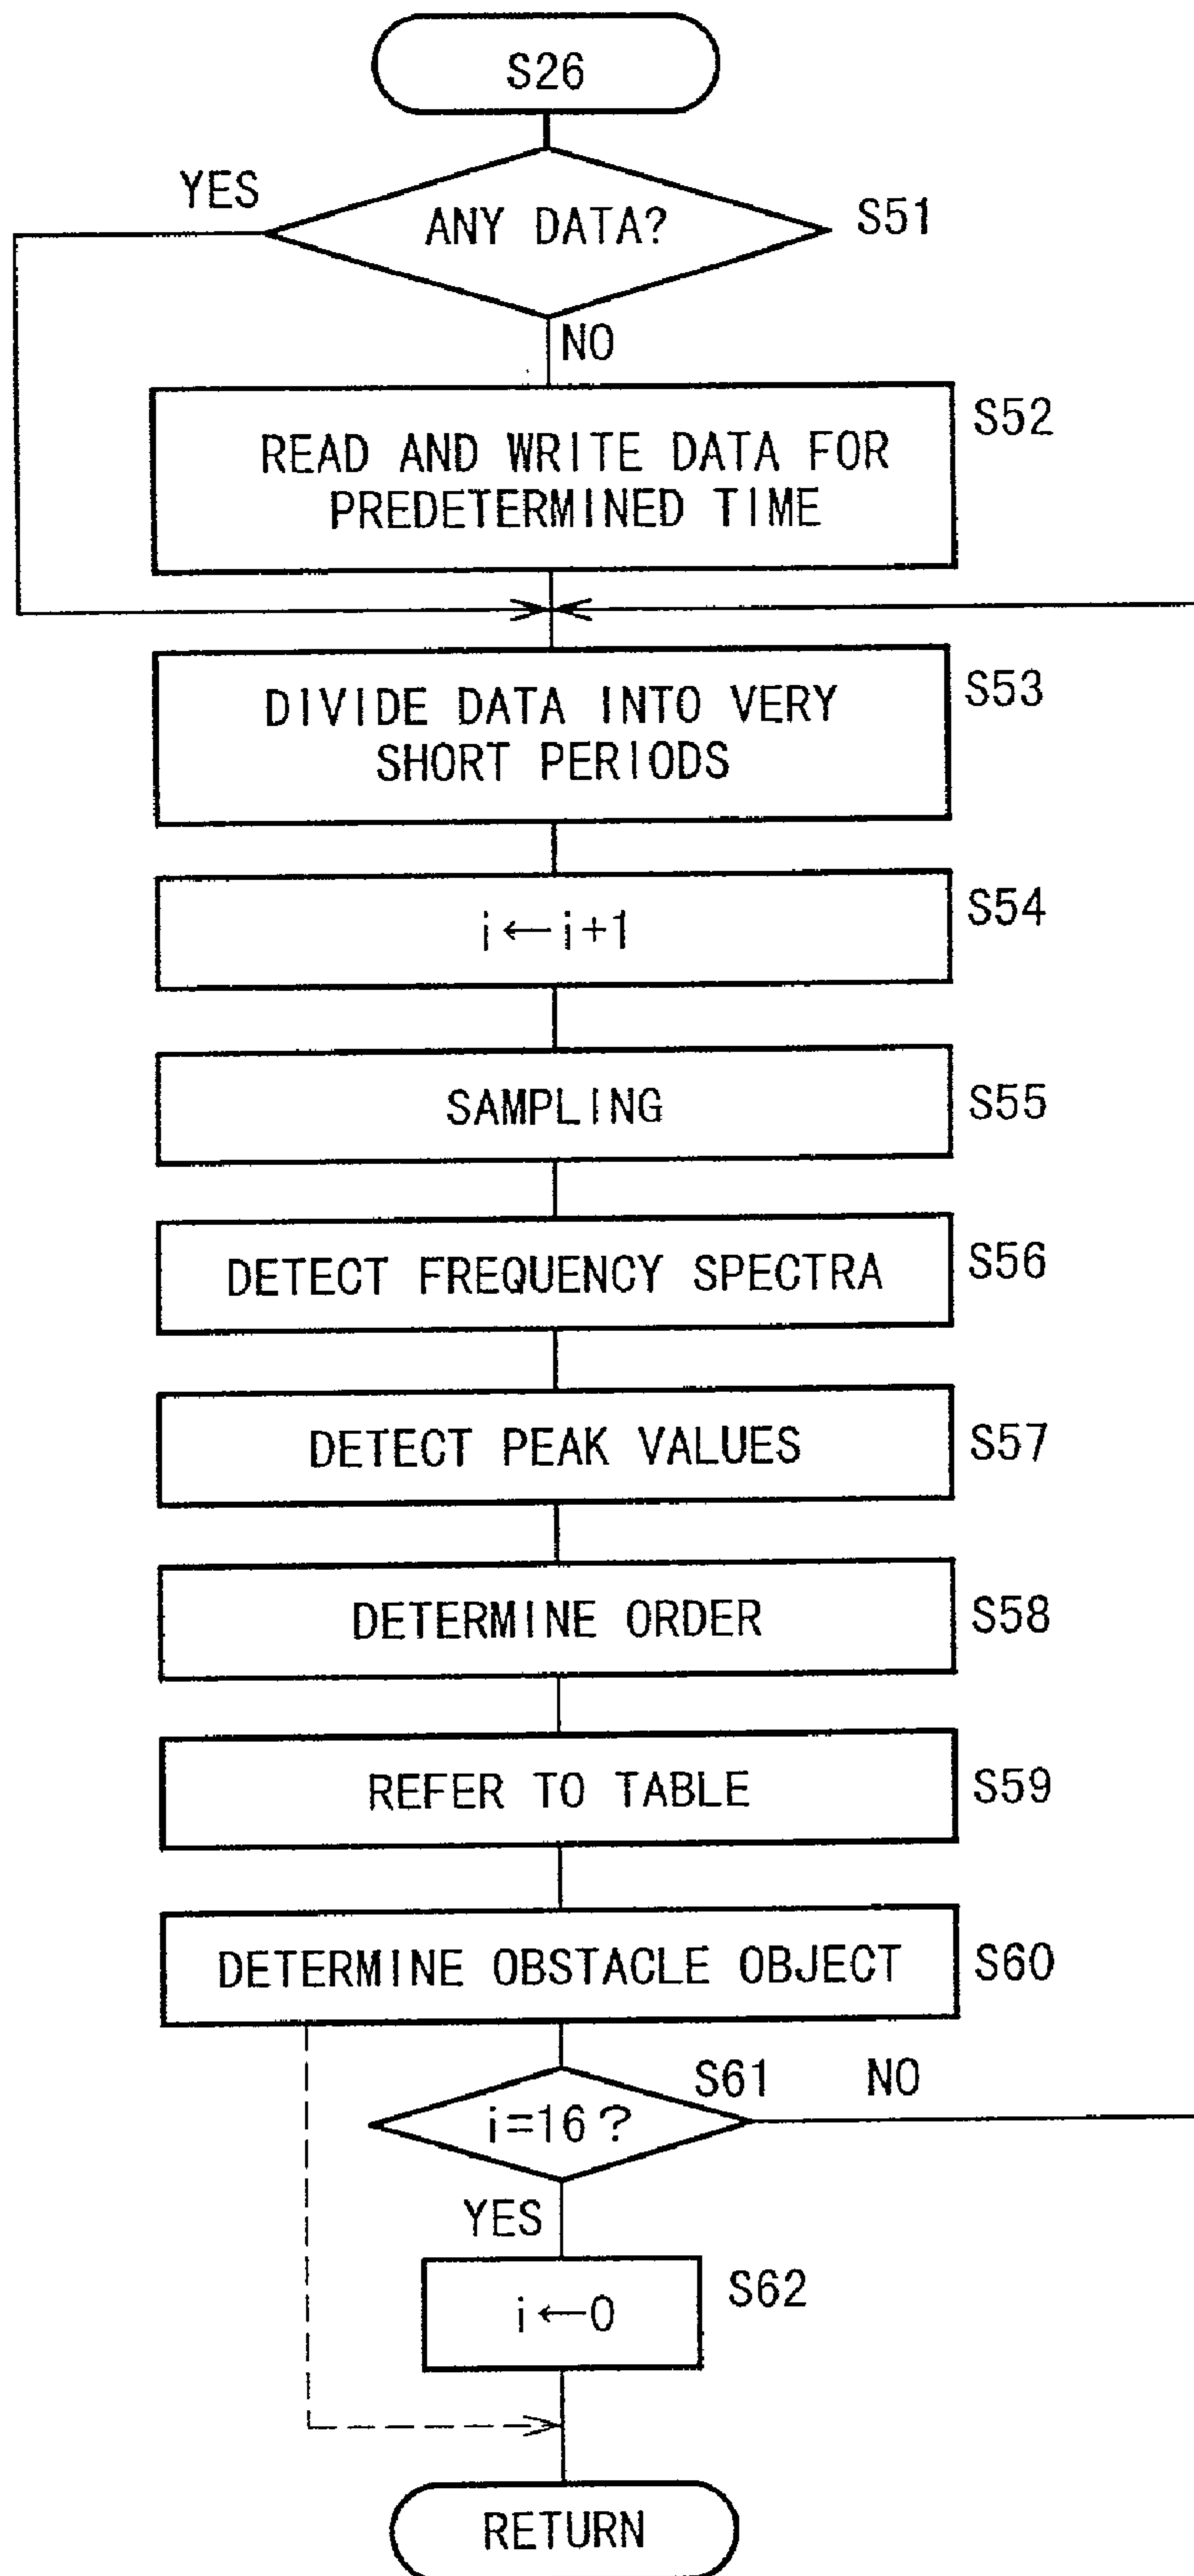 S26
YES
ANY DATA?
S51
NO
READ AND WRITE DATA FOR
PREDETERMINED TIME
S52
DIVIDE DATA INTO VERY
SHORT PERIODS
S53
i←i+1
S54
SAMPLING
S55
DETECT FREQUENCY SPECTRA
S56
DETECT PEAK VALUES
S57
DETERMINE ORDER
S58
REFER TO TABLE
S59
DETERMINE OBSTACLE OBJECT
S60
i=16?
S61
NO
YES
i←0
S62
RETURN